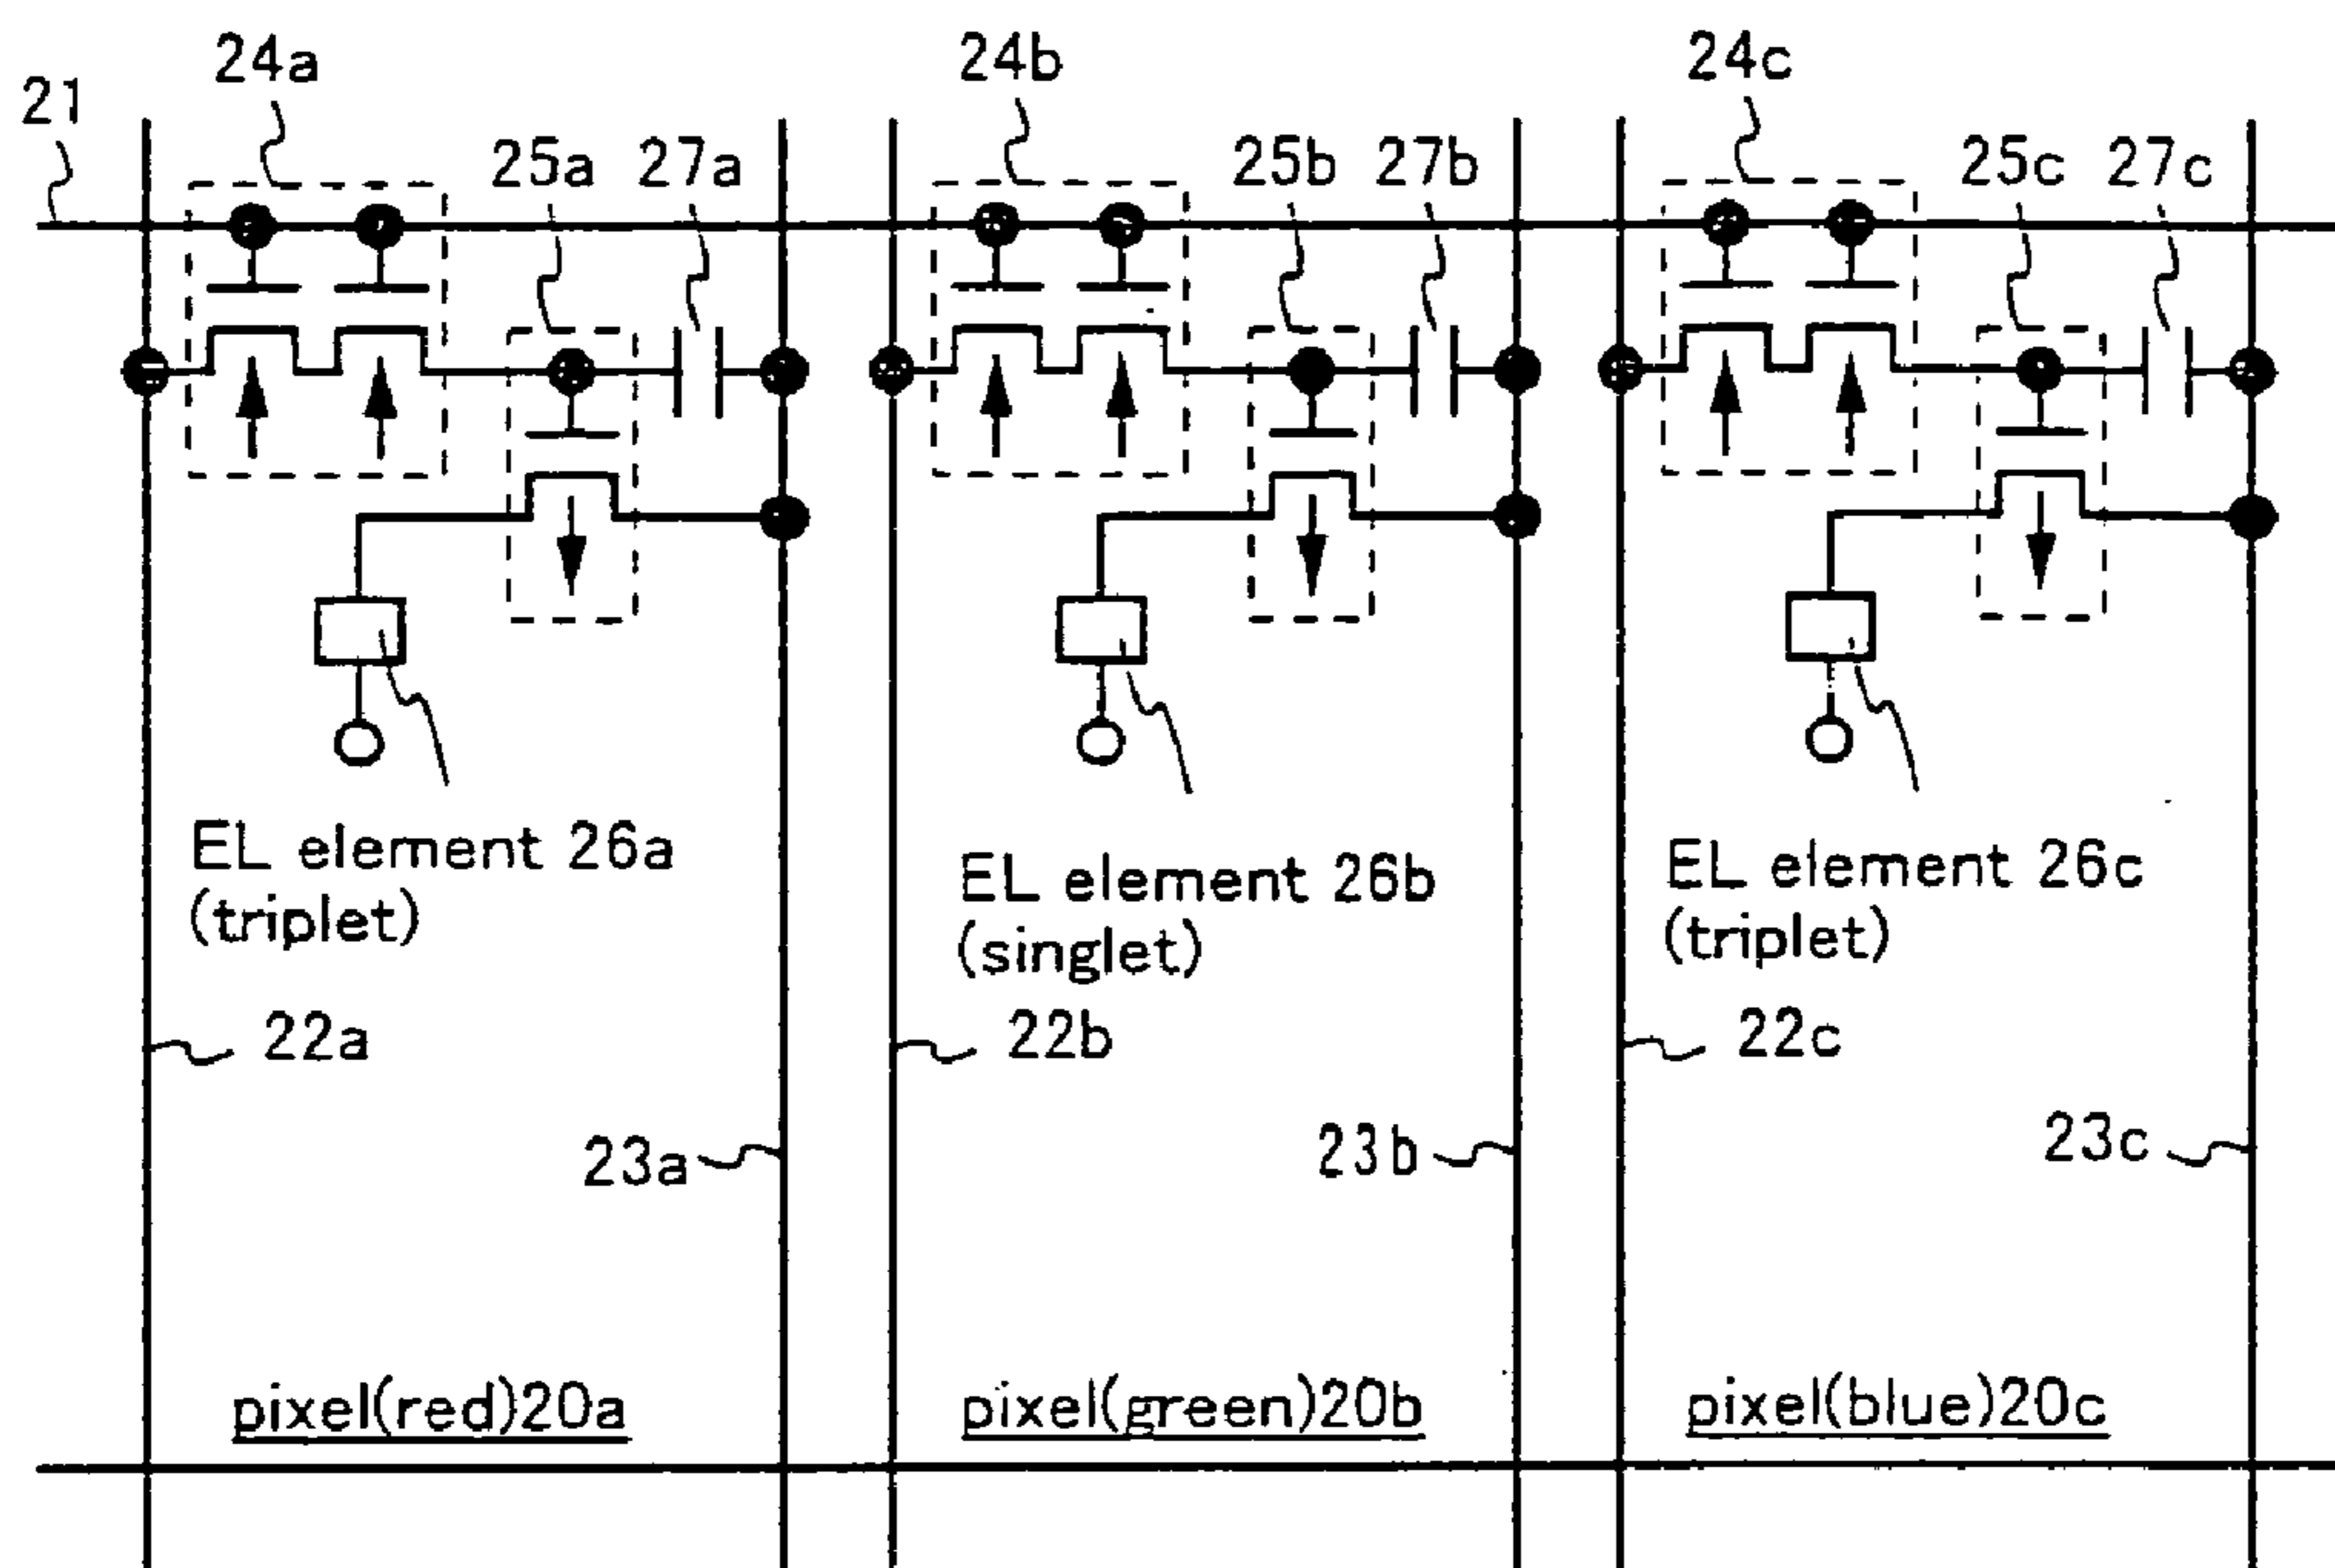 24a 24b 24c
21
25a 27a 25b 27b 25c 27c
EL element 26a
(triplet)
EL element 26b
(singlet)
EL element 26c
(triplet)
22a 22b 22c
23a 23b 23c
pixel(red)20a pixel(green)20b pixel(blue)20c